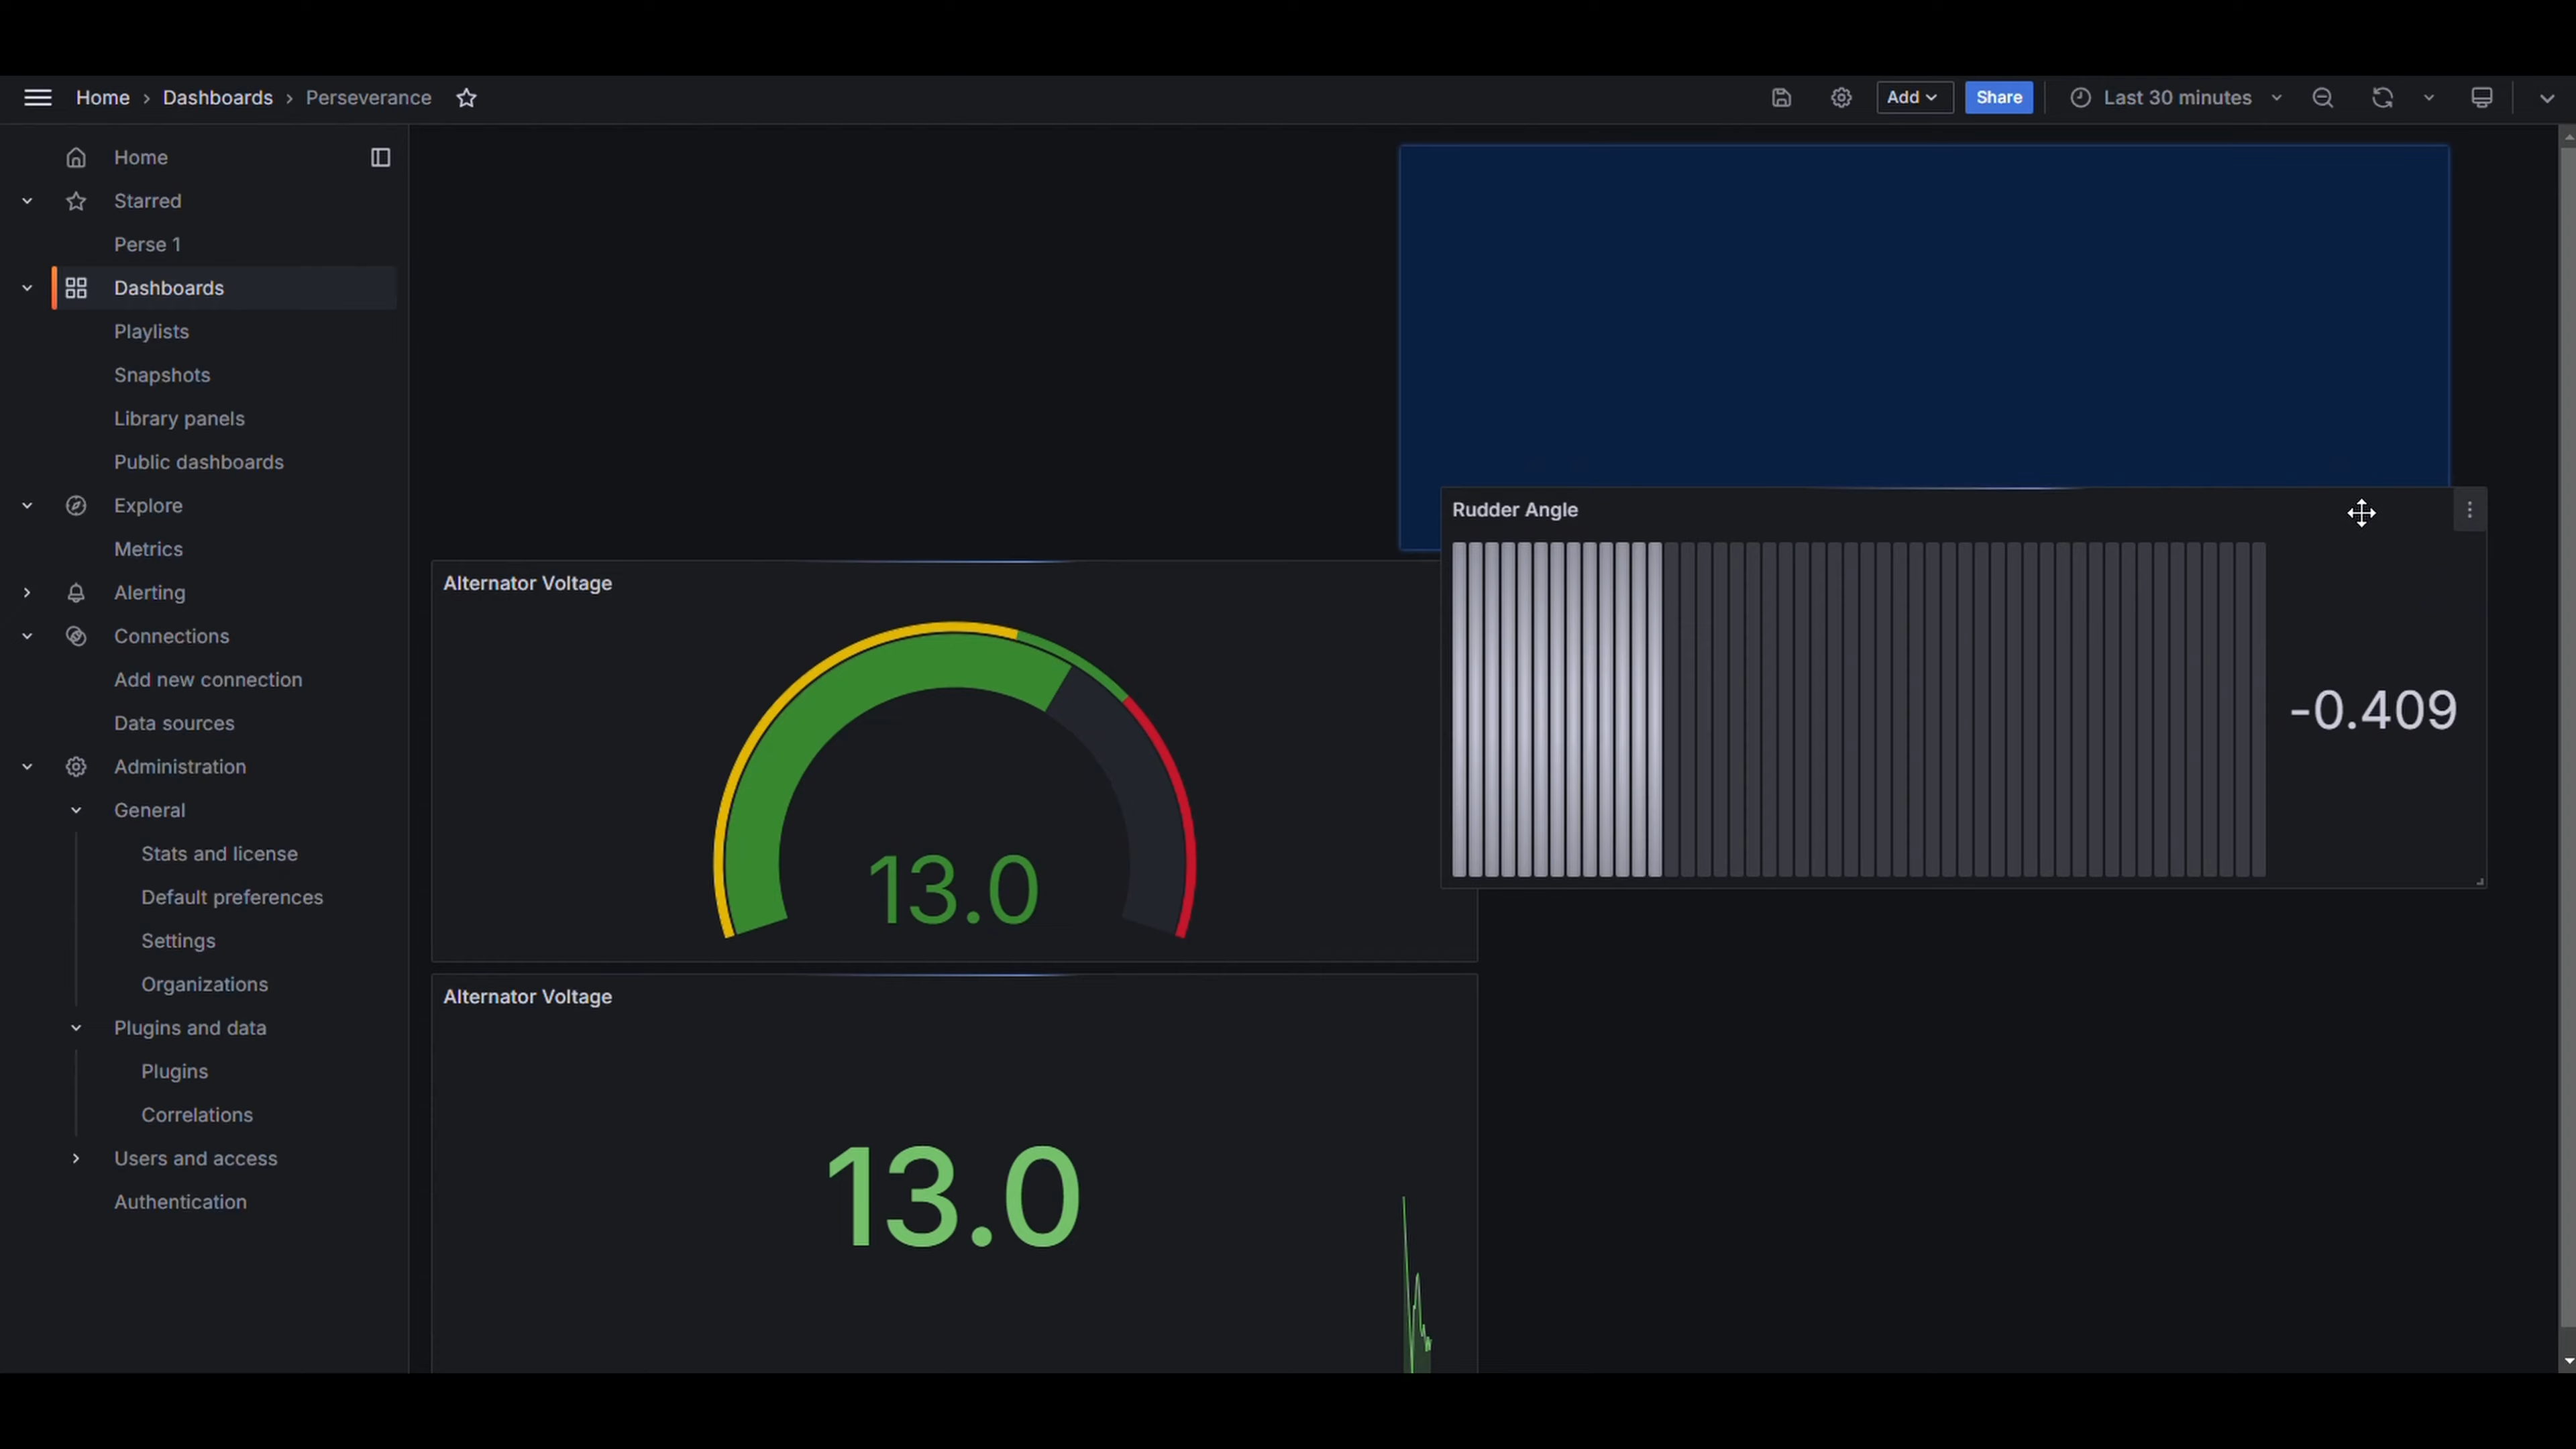 Home › Dashboards › Perseverance
Add
Share
Last 30 minutes
Home
Starred
Perse 1
Dashboards
Playlists
Snapshots
Library panels
Public dashboards
Explore
Metrics
Alerting
Connections
Add new connection
Data sources
Administration
General
Stats and license
Default preferences
Settings
Organizations
Plugins and data
Plugins
Correlations
Users and access
Authentication
Rudder Angle
-0.409
Alternator Voltage
13.0
Alternator Voltage
13.0